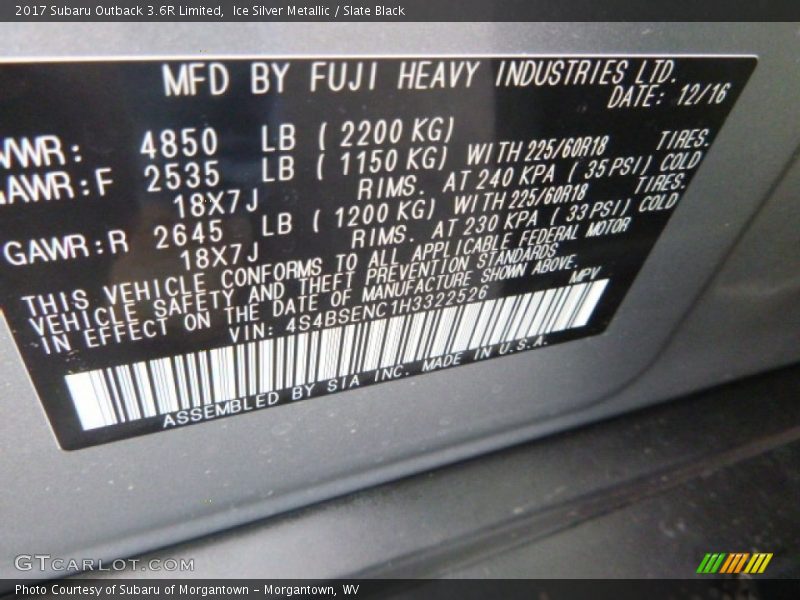 2017 Subaru Outback 3.6R Limited, Ice Silver Metallic / Slate Black
MFD BY FUJI HEAVY INDUSTRIES LTD.
DATE: 12/16
VWR: 4850 LB ( 2200 KG)
AWR:F 2535 LB ( 1150 KG) WITH 225/60R18 TIRES.
18X7J RIMS. AT 240 KPA ( 35 PSI) COLD
GAWR:R 2645 LB ( 1200 KG) WITH 225/60R18 TIRES.
18X7J RIMS. AT 230 KPA ( 33 PSI) COLD
THIS VEHICLE CONFORMS TO ALL APPLICABLE FEDERAL MOTOR
VEHICLE SAFETY AND THEFT PREVENTION STANDARDS
IN EFFECT ON THE DATE OF MANUFACTURE SHOWN ABOVE.
VIN: 4S4BSENC1H3322526 MPV
ASSEMBLED BY SIA INC. MADE IN U.S.A.
GTCARLOT.COM
Photo Courtesy of Subaru of Morgantown - Morgantown, WV